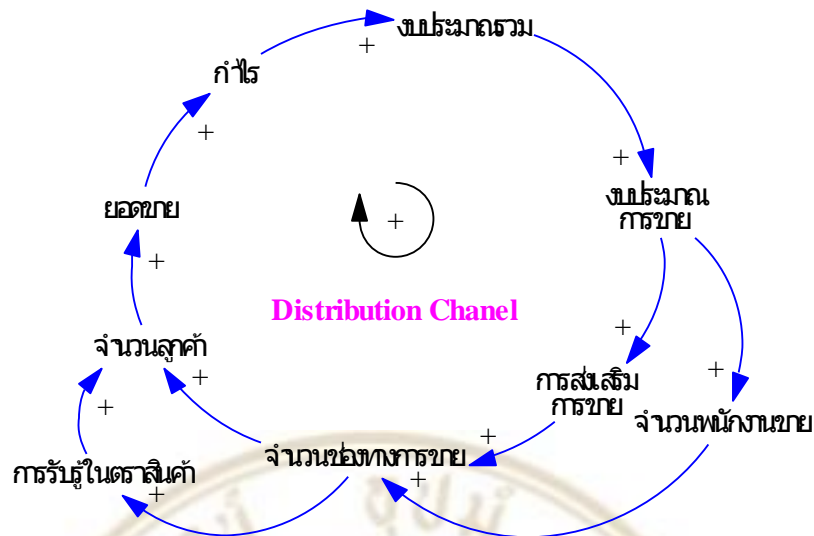 งบประมาณรวม
+
กำไร
+
+
งบประมาณ
การขาย
ยอดขาย
+
+
Distribution Chanel
+
จำนวนลูกค้า
+
+
+
การส่งเสริม
การขาย
จำนวนพนักงานขาย
+
+
จำนวนช่องทางการขาย
การรับรู้ในตราสินค้า
+
+